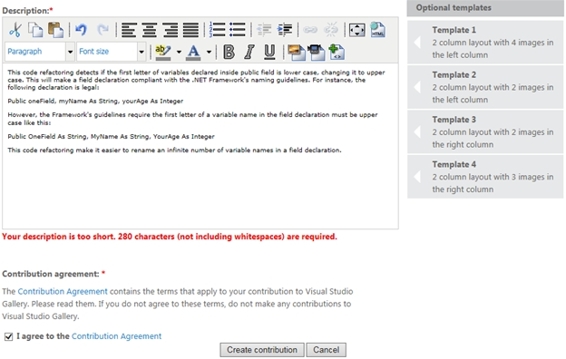 Description:*
Paragraph
Font size
This code refactoring detects if the first letter of variables declared inside public field is lower case, changing it to upper
case. This will make a field declaration compliant with the .NET Framework's naming guidelines. For instance, the
following declaration is legal:
Public oneField, myName As String, yourAge As Integer
However, the Framework's guidelines require the first letter of a variable name in the field declaration must be upper
case like this:
Public OneField As String, MyName As String, YourAge As Integer
This code refactoring make it easier to rename an infinite number of variable names in a field declaration.
Your description is too short. 280 characters (not including whitespaces) are required.
Contribution agreement: *
The Contribution Agreement contains the terms that apply to your contribution to Visual Studio
Gallery. Please read them. If you do not agree to these terms, do not make any contributions to
Visual Studio Gallery.
I agree to the Contribution Agreement
Create contribution
Cancel
Optional templates
Template 1
2 column layout with 4 images in
the left column
Template 2
2 column layout with 2 images in
the left column
Template 3
2 column layout with 2 images in
the right column
Template 4
2 column layout with 3 images in
the right column